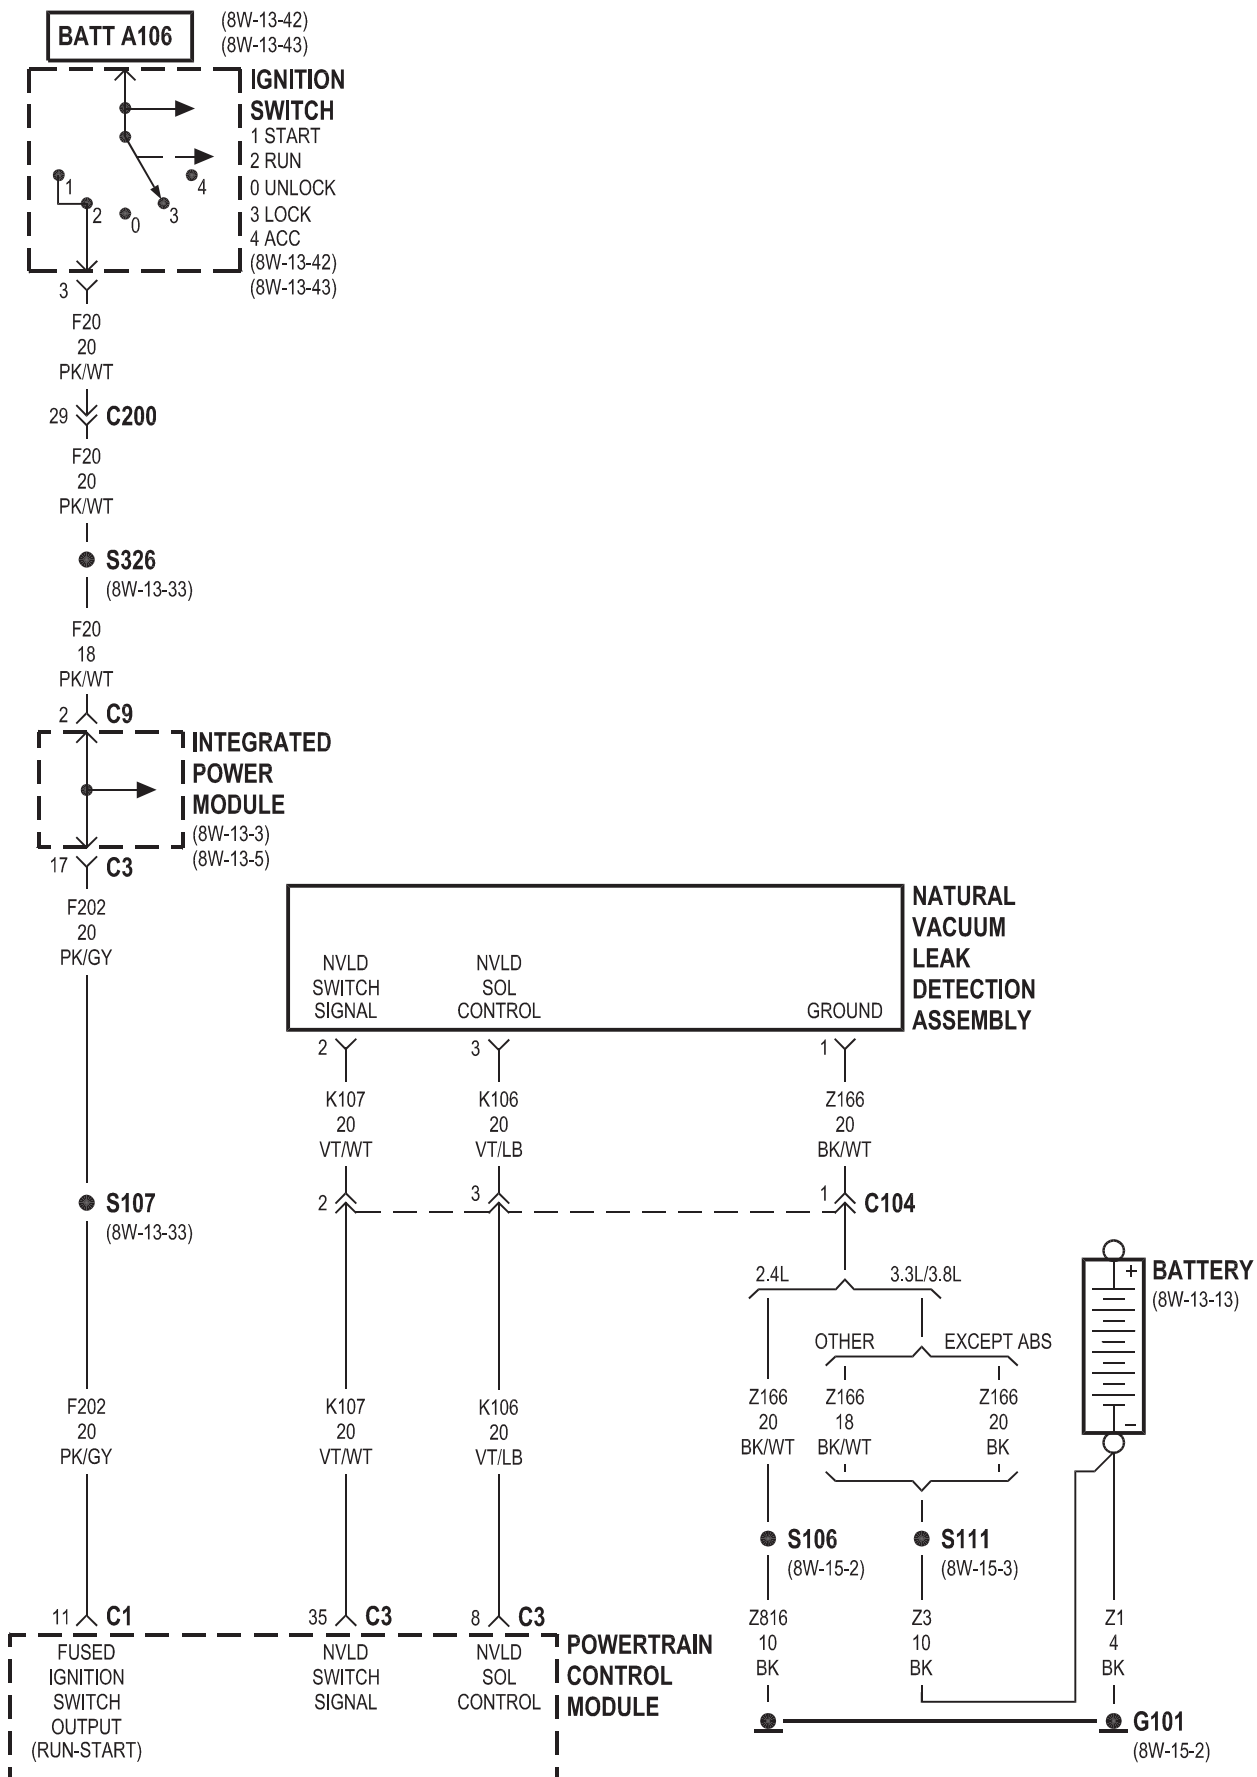 BATT A106
(8W-13-42)
(8W-13-43)
IGNITION
SWITCH
1 START
2 RUN
0 UNLOCK
3 LOCK
4 ACC
(8W-13-42)
(8W-13-43)
1
2
0
3
4
3
F20
20
PK/WT
29
C200
F20
20
PK/WT
S326
(8W-13-33)
F20
18
PK/WT
2
C9
INTEGRATED
POWER
MODULE
(8W-13-3)
(8W-13-5)
17
C3
F202
20
PK/GY
S107
(8W-13-33)
F202
20
PK/GY
11
C1
NATURAL
VACUUM
LEAK
DETECTION
ASSEMBLY
NVLD
SWITCH
SIGNAL
NVLD
SOL
CONTROL
GROUND
2
3
1
K107
20
VT/WT
K106
20
VT/LB
Z166
20
BK/WT
2
3
1
C104
K107
20
VT/WT
K106
20
VT/LB
35
C3
8
C3
2.4L
3.3L/3.8L
OTHER
EXCEPT ABS
Z166
20
BK/WT
Z166
18
BK/WT
Z166
20
BK
+
-
BATTERY
(8W-13-13)
S106
(8W-15-2)
S111
(8W-15-3)
Z816
10
BK
Z3
10
BK
Z1
4
BK
G101
(8W-15-2)
FUSED
IGNITION
SWITCH
OUTPUT
(RUN-START)
NVLD
SWITCH
SIGNAL
NVLD
SOL
CONTROL
POWERTRAIN
CONTROL
MODULE